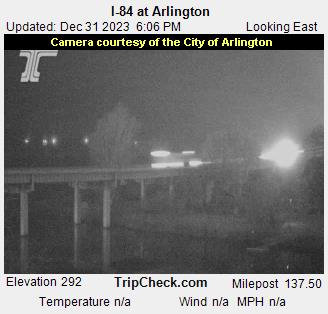 I-84 at Arlington
Updated: Dec 31 2023 6:06 PM Looking East
Camera courtesy of the City of Arlington
Elevation 292 TripCheck.com Milepost 137.50
Temperature n/a Wind n/a MPH n/a